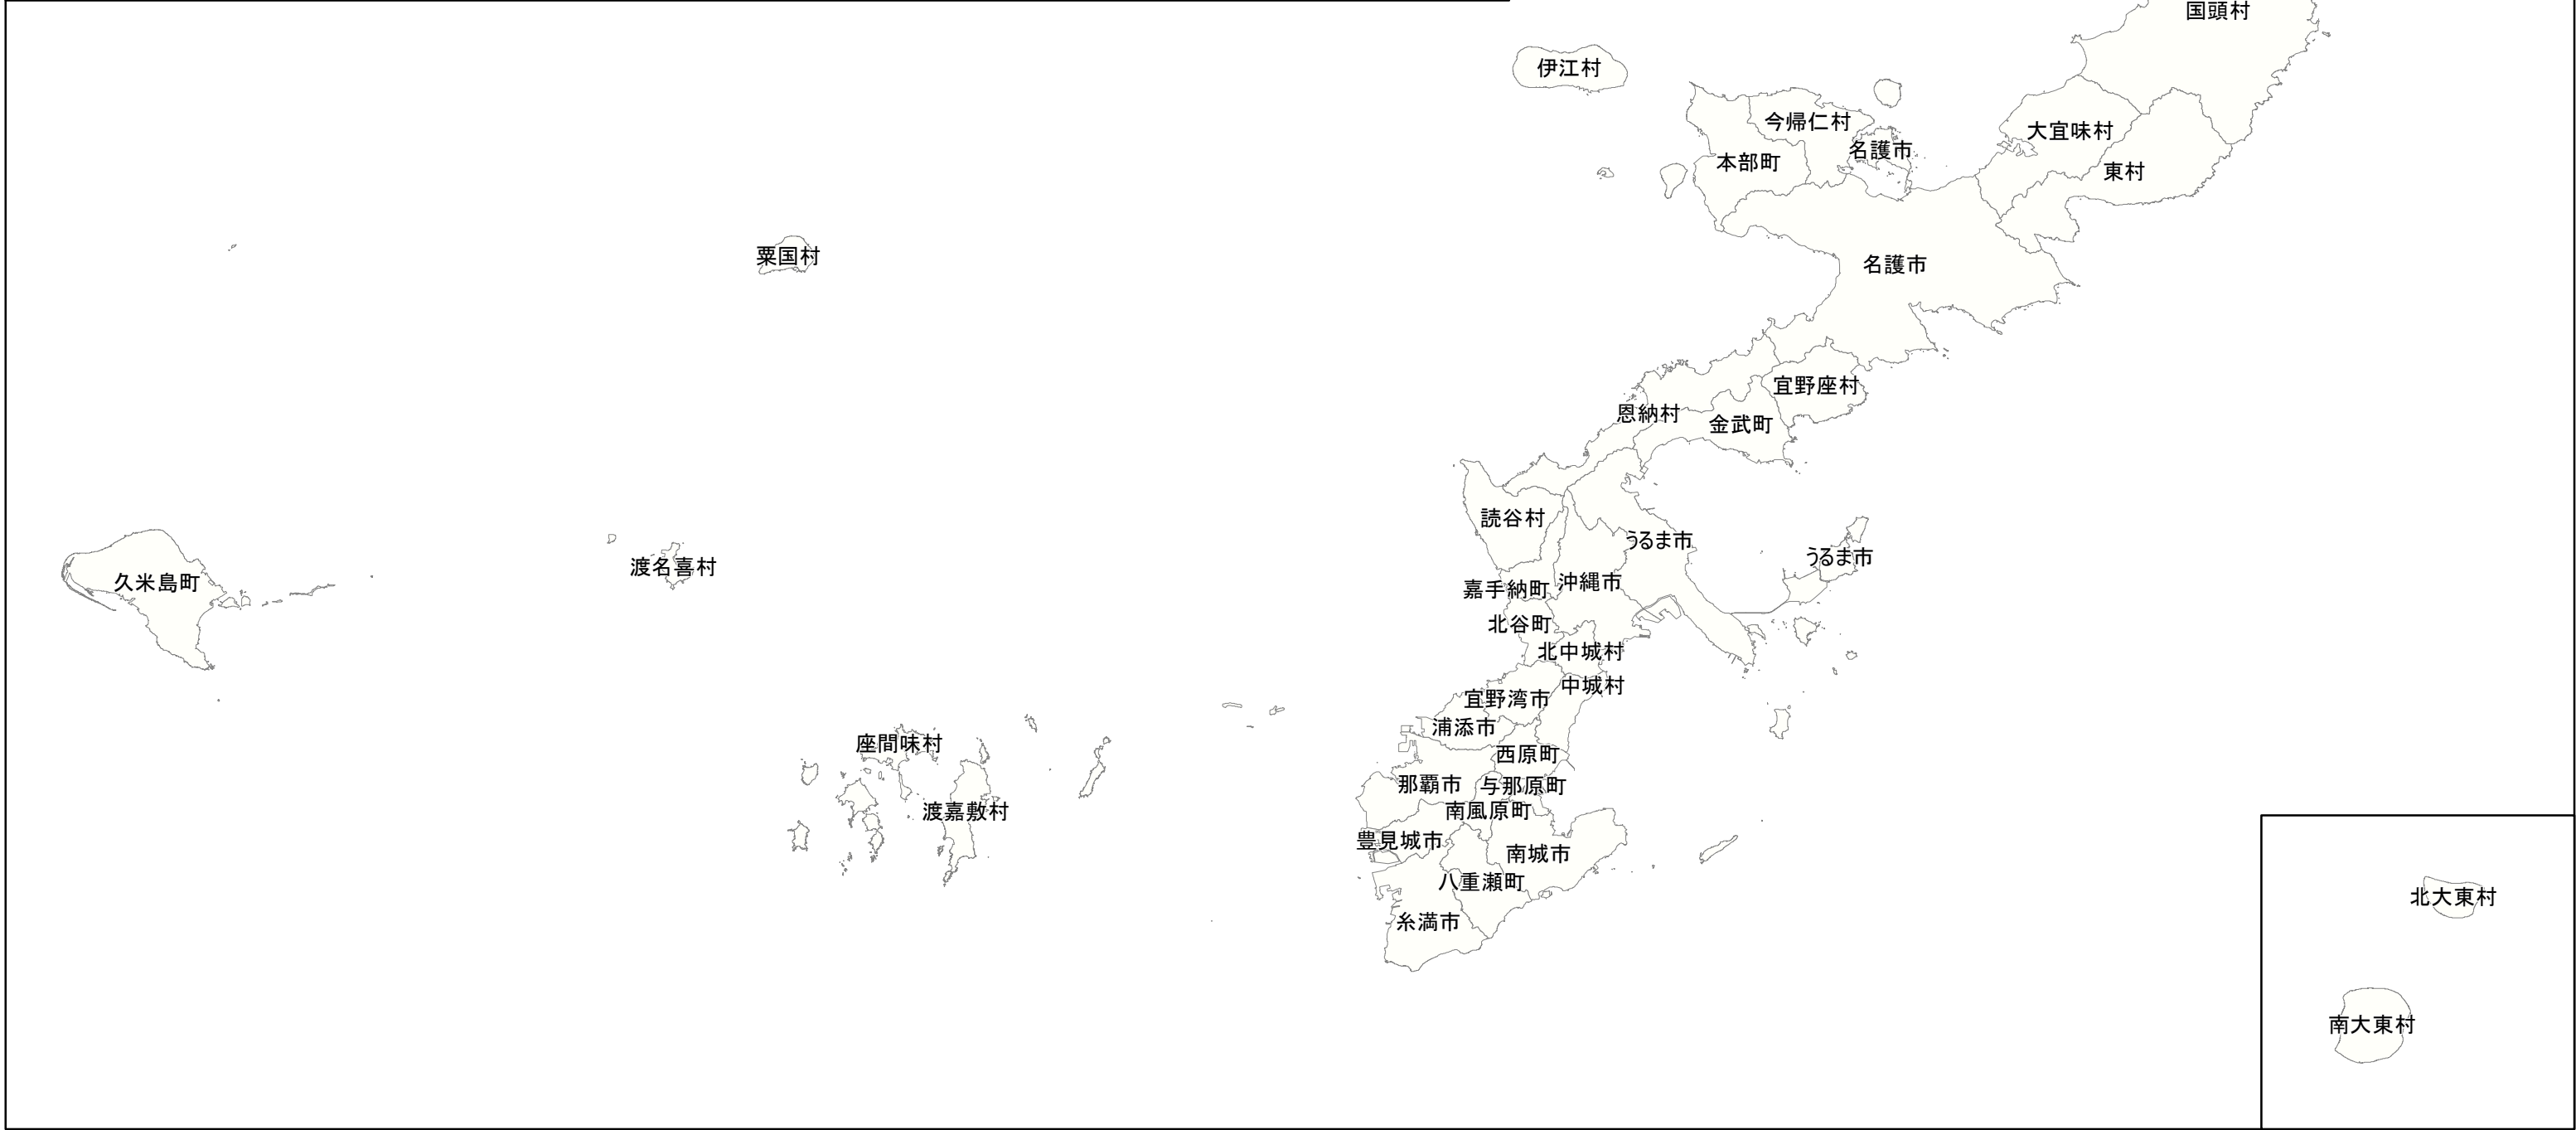 国頭村
伊江村
今帰仁村
大宜味村
名護市
本部町
東村
粟国村
名護市
宜野座村
恩納村
金武町
読谷村
うるま市
うるま市
渡名喜村
久米島町
嘉手納町
沖縄市
北谷町
北中城村
中城村
宜野湾市
浦添市
座間味村
西原町
那覇市
与那原町
渡嘉敷村
南風原町
豊見城市
南城市
八重瀬町
北大東村
糸満市
南大東村